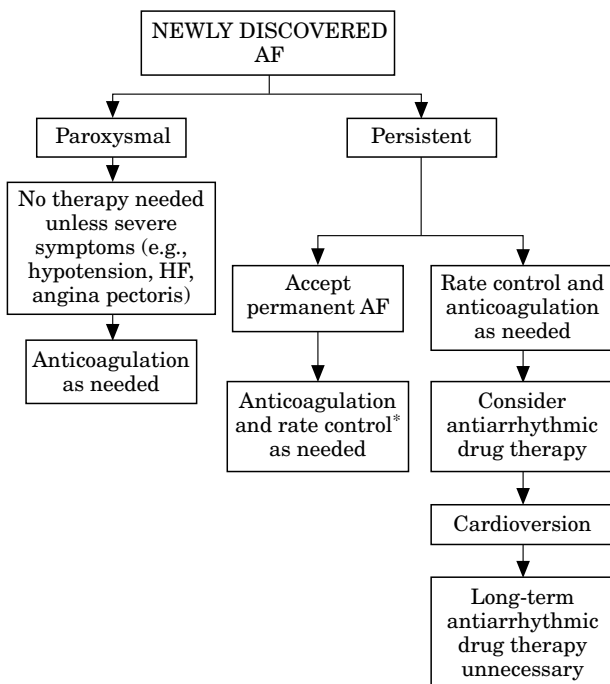 NEWLY DISCOVERED
AF
Paroxysmal
Persistent
No therapy needed
unless severe
symptoms (e.g.,
hypotension, HF,
angina pectoris)
Anticoagulation
as needed
Accept
permanent AF
Anticoagulation
and rate control*
as needed
Rate control and
anticoagulation
as needed
Consider
antiarrhythmic
drug therapy
Cardioversion
Long-term
antiarrhythmic
drug therapy
unnecessary